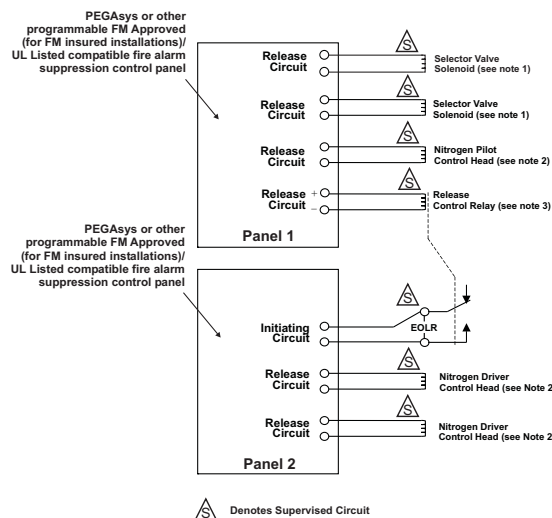 PEGAsys or other
programmable FM Approved
(for FM insured installations)/
UL Listed compatible fire alarm
suppression control panel
Release
Circuit
S
Selector Valve
Solenoid (see note 1)
Release
Circuit
S
Selector Valve
Solenoid (see note 1)
Release
Circuit
S
Nitrogen Pilot
Control Head (see note 2)
Release +
Circuit –
S
Release
Control Relay (see note 3)
Panel 1
PEGAsys or other
programmable FM Approved
(for FM insured installations)/
UL Listed compatible fire alarm
suppression control panel
Initiating
Circuit
S
EOLR
Release
Circuit
S
Nitrogen Driver
Control Head (see Note 2
Release
Circuit
S
Nitrogen Driver
Control Head (see Note 2
Panel 2
S Denotes Supervised Circuit